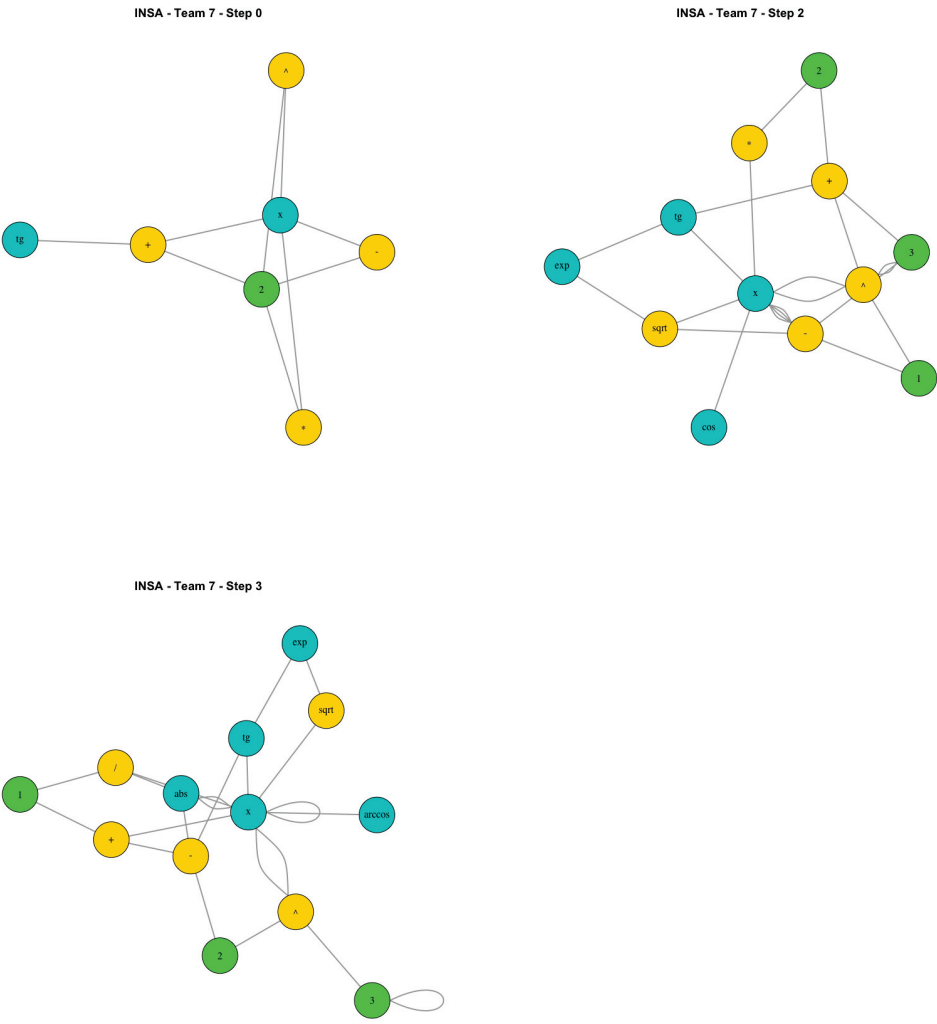 INSA - Team 7 - Step 0
^
x
tg
+
-
2
INSA - Team 7 - Step 2
2
+
tg
3
exp
x
^
sqrt
-
1
cos
INSA - Team 7 - Step 3
exp
sqrt
tg
/
1
abs
x
arccos
+
-
^
2
3